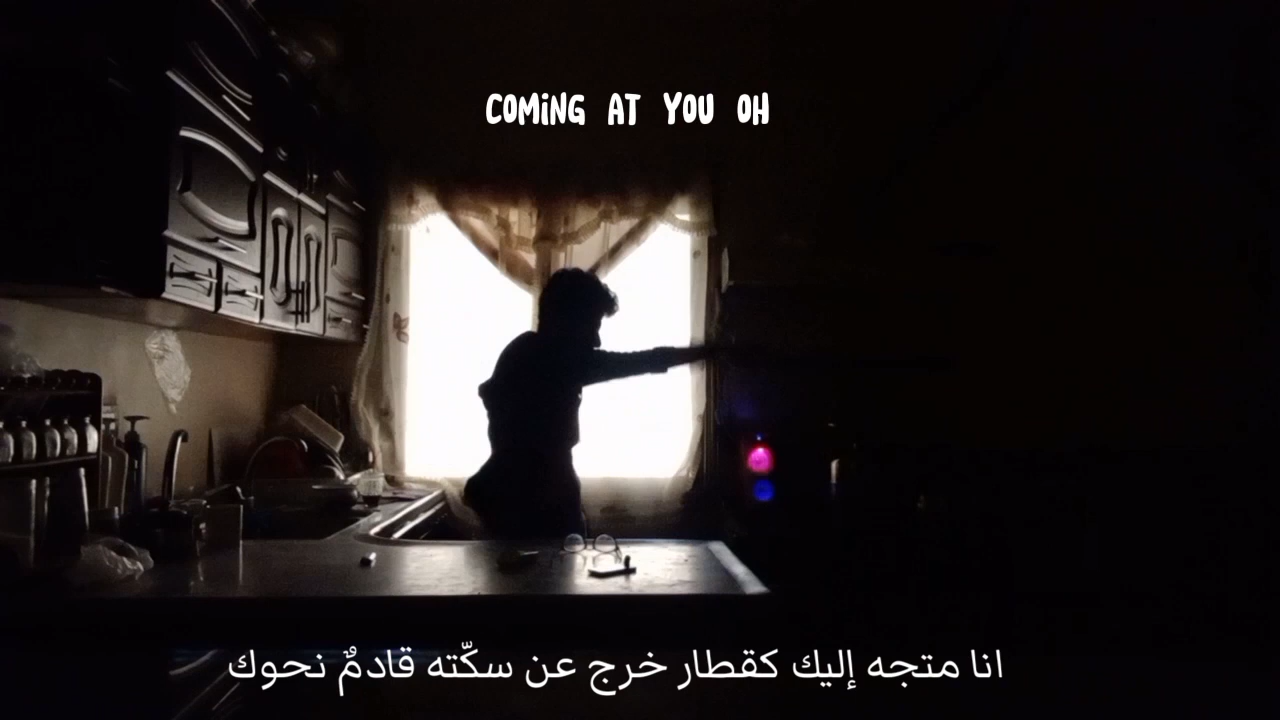 COMING AT YOU OH
انا متجه إليك كقطار خرج عن سكّته قادمٌ نحوك